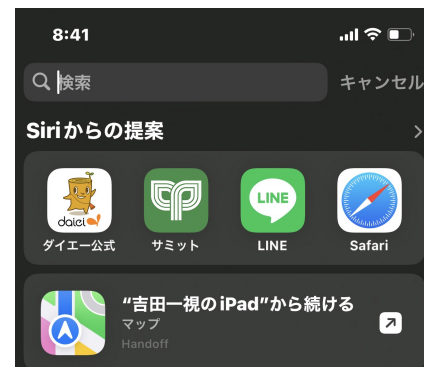 8:41
検索
キャンセル
Siriからの提案
daiei
LINE
ダイエー公式
サミット
LINE
Safari
“吉田一視のiPad”から続ける
マップ
Handoff